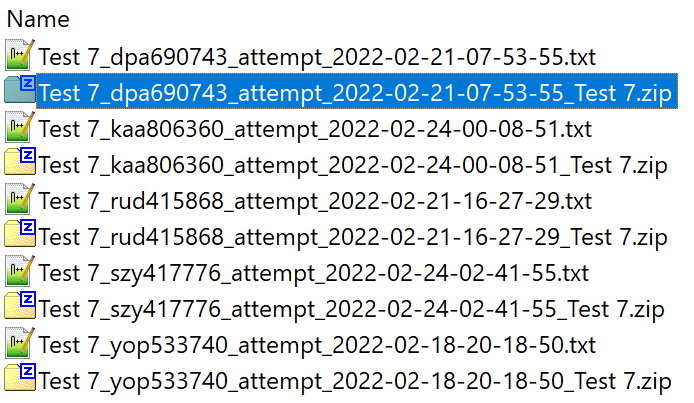 Name
Test 7_dpa690743_attempt_2022-02-21-07-53-55.txt
Test 7_dpa690743_attempt_2022-02-21-07-53-55_Test 7.zip
Test 7_kaa806360_attempt_2022-02-24-00-08-51.txt
Test 7_kaa806360_attempt_2022-02-24-00-08-51_Test 7.zip
Test 7_rud415868_attempt_2022-02-21-16-27-29.txt
Test 7_rud415868_attempt_2022-02-21-16-27-29_Test 7.zip
Test 7_szy417776_attempt_2022-02-24-02-41-55.txt
Test 7_szy417776_attempt_2022-02-24-02-41-55_Test 7.zip
Test 7_yop533740_attempt_2022-02-18-20-18-50.txt
Test 7_yop533740_attempt_2022-02-18-20-18-50_Test 7.zip